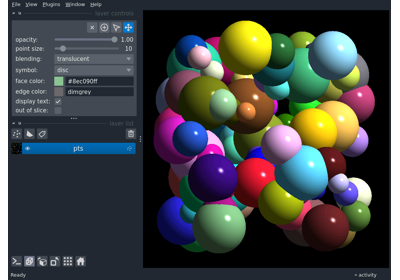 File View Plugins Window Help
layer controls
opacity: 1.00
point size: 10
blending: translucent
symbol: disc
face color: #8ec090ff
edge color: dimgrey
display text:
out of slice:
layer list
pts
Ready
activity